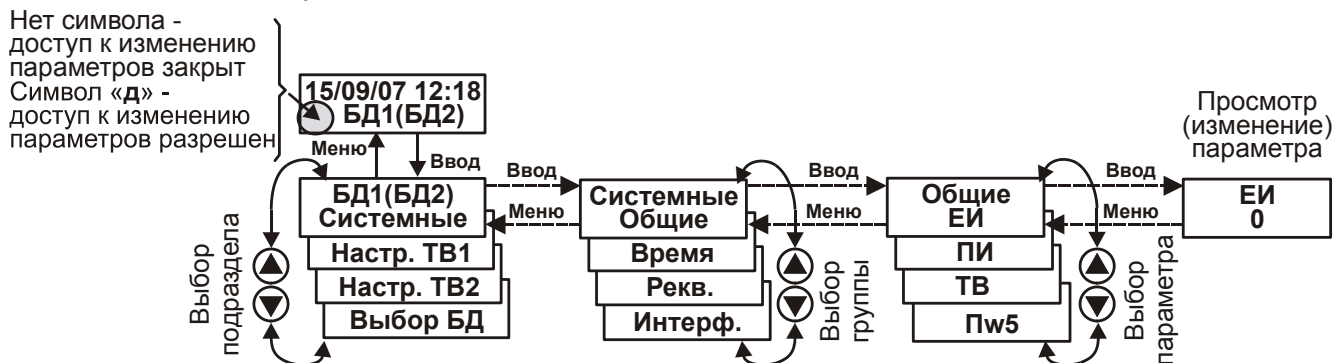 Нет символа -
доступ к изменению
параметров закрыт
Символ «д» -
доступ к изменению
параметров разрешен
15/09/07 12:18
БД1(БД2)
Меню
Ввод
БД1(БД2)
Системные
Настр. ТВ1
Настр. ТВ2
Выбор БД
Выбор
подраздела
Ввод
Меню
Системные
Общие
Время
Рекв.
Интерф.
Выбор
группы
Ввод
Меню
Общие
ЕИ
ПИ
ТВ
Пw5
Выбор
параметра
Ввод
Меню
Просмотр
(изменение)
параметра
ЕИ
0